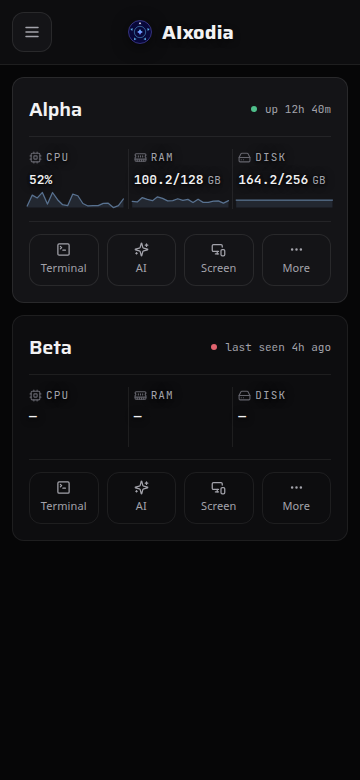 AIxodia
Alpha
up 12h 40m
CPU
RAM
DISK
52%
100.2/128 GB
164.2/256 GB
Terminal
AI
Screen
More
Beta
last seen 4h ago
CPU
RAM
DISK
—
—
—
Terminal
AI
Screen
More